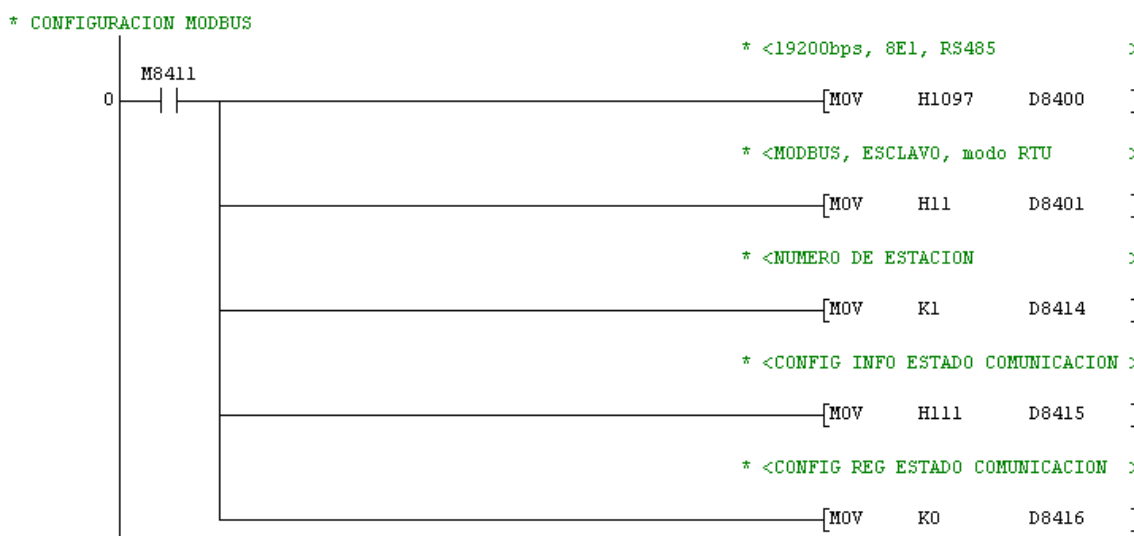 * CONFIGURACION MODBUS
* <19200bps, 8E1, RS485 >
M8411
0 [MOV H1097 D8400 ]
* <MODBUS, ESCLAVO, modo RTU >
[MOV H11 D8401 ]
* <NUMERO DE ESTACION >
[MOV K1 D8414 ]
* <CONFIG INFO ESTADO COMUNICACION >
[MOV H111 D8415 ]
* <CONFIG REG ESTADO COMUNICACION >
[MOV K0 D8416 ]